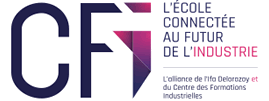 CFi
L'ÉCOLE
CONNECTÉE
AU FUTUR
DE L'INDUSTRIE
L'alliance de l'Ifa Delorozoy et
du Centre des Formations
Industrielles